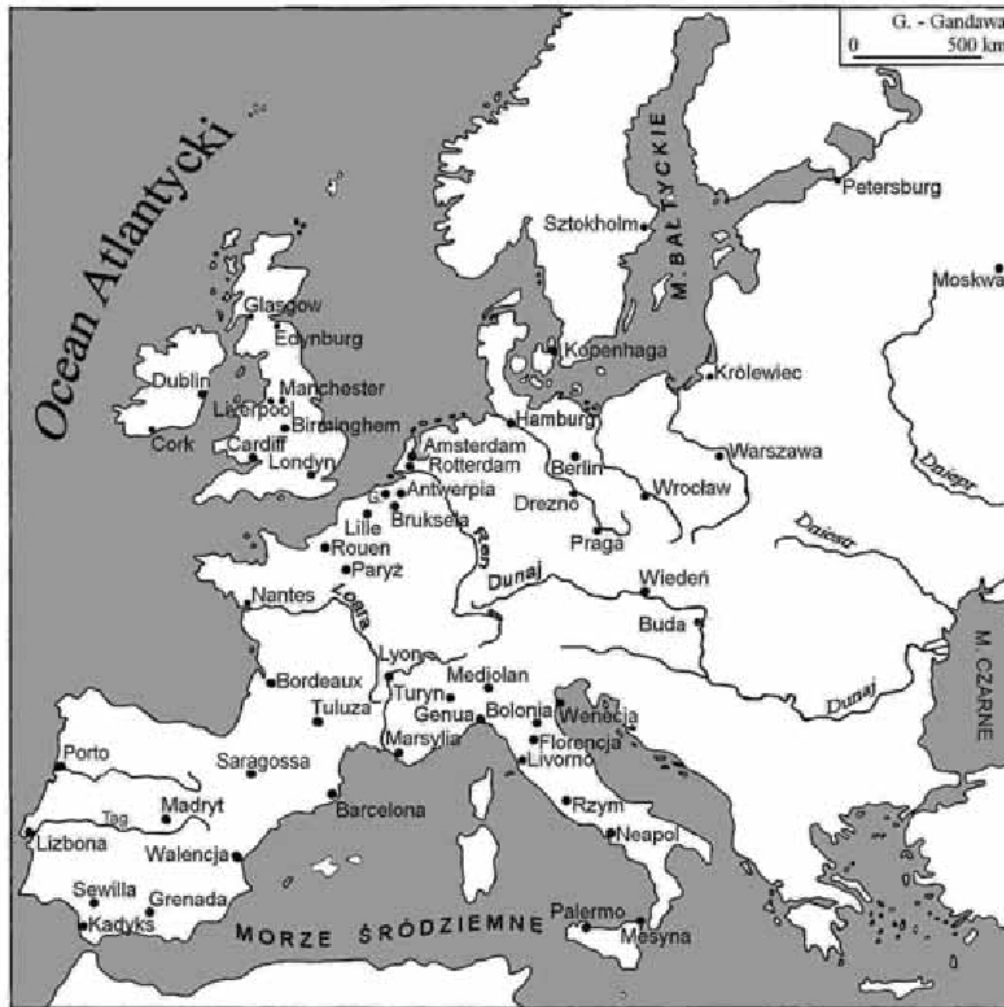 G. - Gandawa
0 500 km
Ocean Atlantycki
M. BAŁTYCKIE
Petersburg
Sztokholm
Moskwa
Glasgow
Edynburg
Kopenhaga
Królewiec
Dublin
Manchester
Liverpool
Birminghem
Hamburg
Cork
Cardiff
Londyn
Amsterdam
Rotterdam
Berlin
Warszawa
Dniepr
G.
Antwerpia
Drezno
Wrocław
Lille
Bruksela
Ren
Praga
Dniestr
Rouen
Paryż
Dunaj
Wiedeń
Nantes
Loara
Buda
M. CZARNE
Lyon
Mediolan
Bordeaux
Turyn
Dunaj
Tuluza
Genua
Bolonia
Wenecja
Marsylia
Florencja
Porto
Saragossa
Livorno
Madryt
Barcelona
Rzym
Tag
Lizbona
Neapol
Walencja
Sewilla
Grenada
Kadyks
Palermo
Mesyna
MORZE ŚRÓDZIEMNE